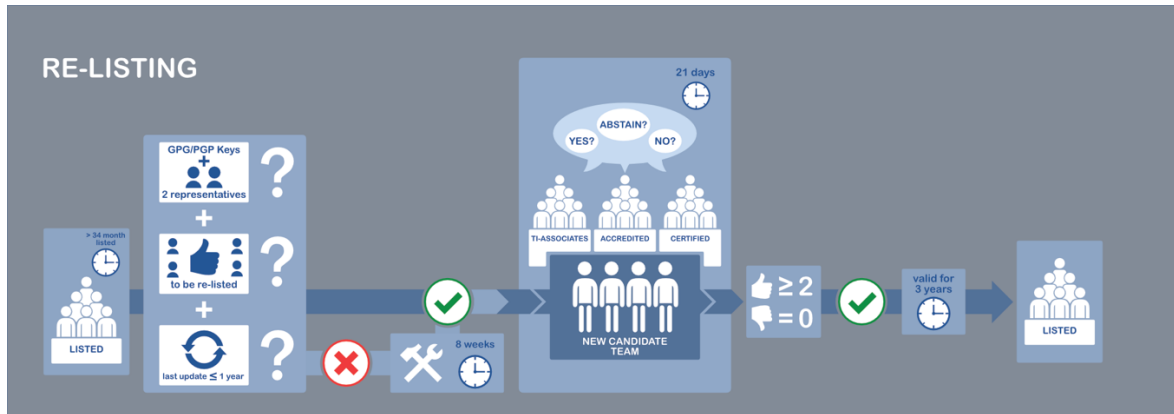 RE-LISTING
> 34 month
listed
LISTED
GPG/PGP Keys
+
2 representatives
?
+
to be re-listed
?
+
last update ≤ 1 year
?
8 weeks
21 days
YES?
ABSTAIN?
NO?
TI-ASSOCIATES
ACCREDITED
CERTIFIED
NEW CANDIDATE
TEAM
≥ 2
= 0
valid for
3 years
LISTED